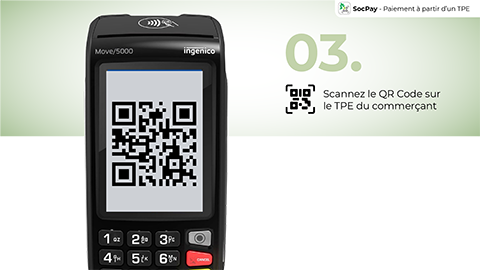 SocPay - Paiement à partir d'un TPE
03.
Scannez le QR Code sur
le TPE du commerçant
Move/5000
ingenico
1 QZ
2 ABC
3 DEF
4 GHI
5 JKL
6 MNO
CANCEL